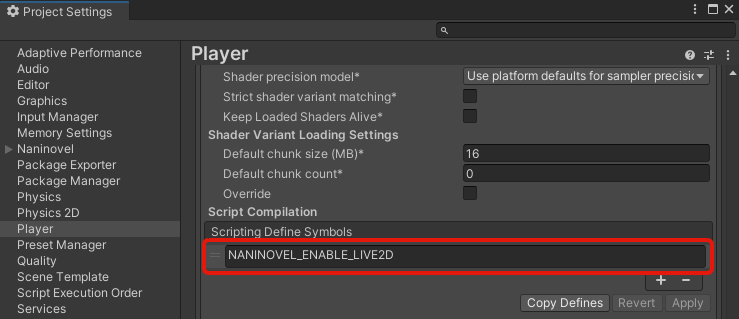 Project Settings
Adaptive Performance
Audio
Editor
Graphics
Input Manager
Memory Settings
Naninovel
Package Exporter
Package Manager
Physics
Physics 2D
Player
Preset Manager
Quality
Scene Template
Script Execution Order
Services
Player
Shader precision model* Use platform defaults for sampler precisic
Strict shader variant matching*
Keep Loaded Shaders Alive*
Shader Variant Loading Settings
Default chunk size (MB)* 16
Default chunk count* 0
Override
Script Compilation
Scripting Define Symbols
NANINOVEL_ENABLE_LIVE2D
+ −
Copy Defines Revert Apply